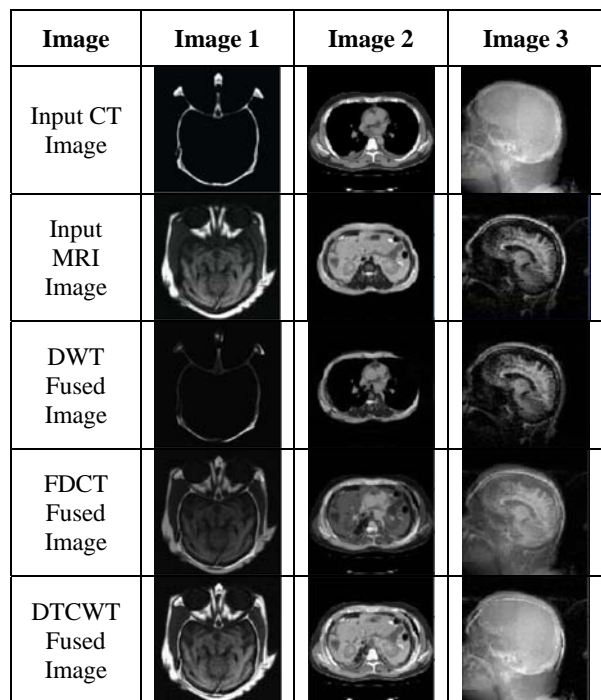 Image Image 1 Image 2 Image 3
Input CT
Image
Input
MRI
Image
DWT
Fused
Image
FDCT
Fused
Image
DTCWT
Fused
Image